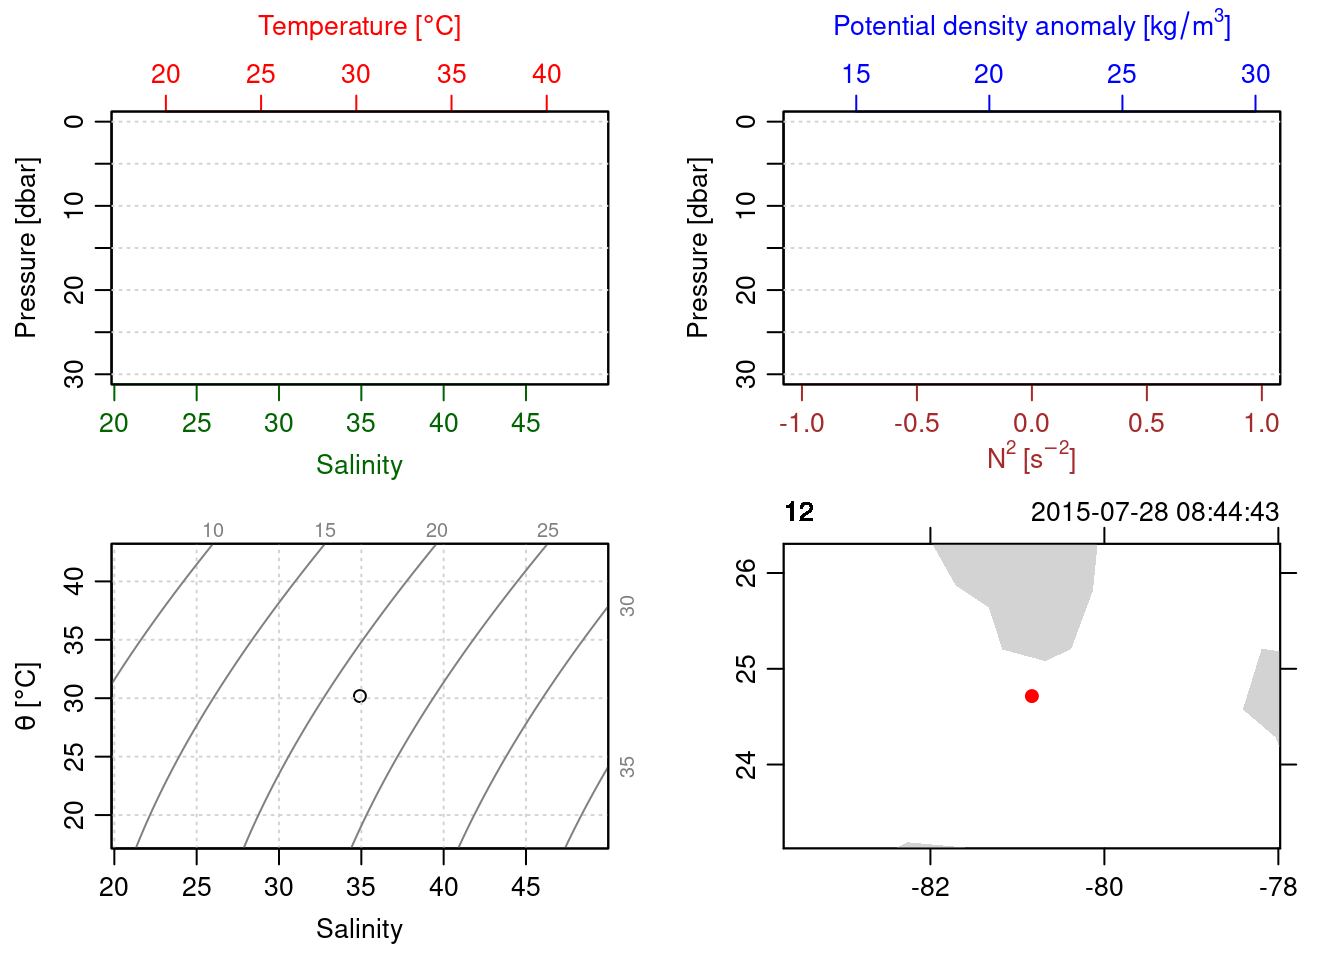 Temperature [°C]
20 25 30 35 40
0
10
20
30
Pressure [dbar]
20 25 30 35 40 45
Salinity
Potential density anomaly [kg/m³]
15 20 25 30
0
10
20
30
Pressure [dbar]
-1.0 -0.5 0.0 0.5 1.0
N² [s⁻²]
10 15 20 25
30
35
40
35
30
25
20
θ [°C]
20 25 30 35 40 45
Salinity
12 2015-07-28 08:44:43
26
25
24
-82 -80 -78